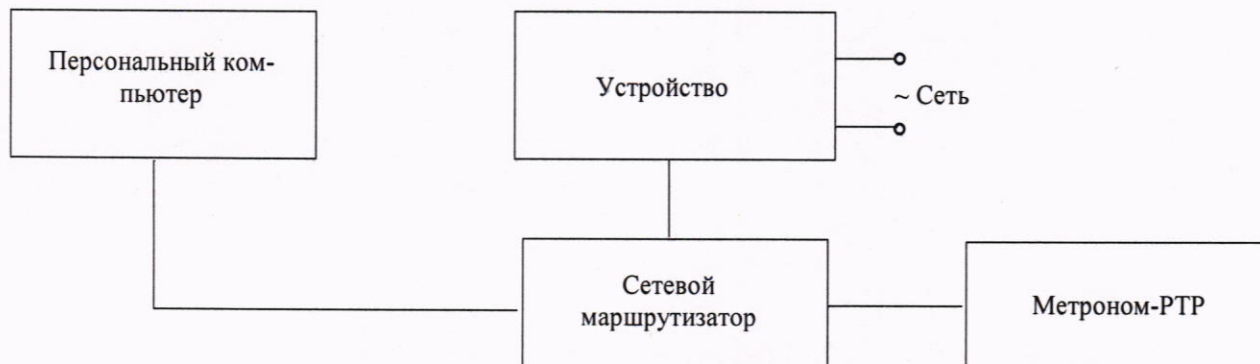 Персональный ком-
пьютер
Устройство
~ Сеть
Сетевой
маршрутизатор
Метроном-PTP